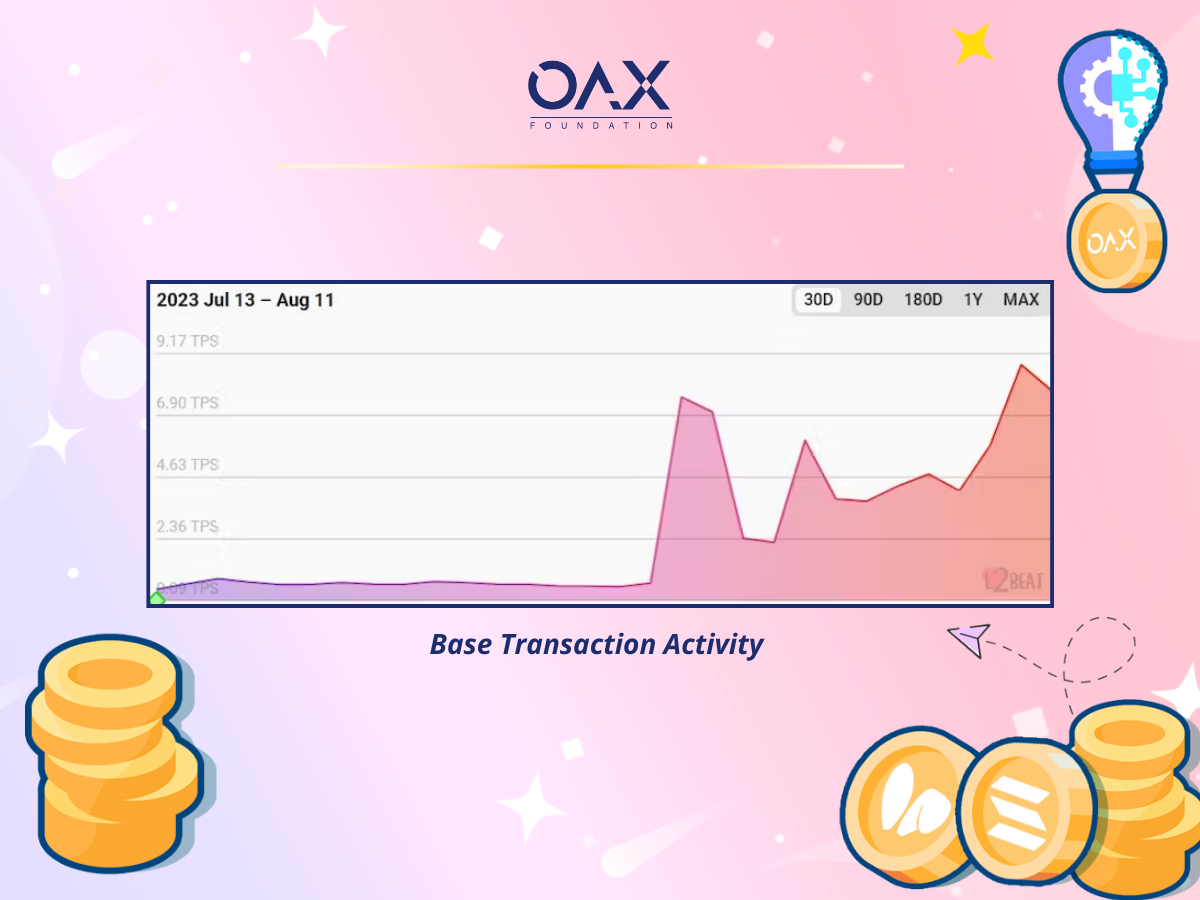 OAX
FOUNDATION
2023 Jul 13 – Aug 11
30D 90D 180D 1Y MAX
9.17 TPS
6.90 TPS
4.63 TPS
2.36 TPS
0.09 TPS
L2BEAT
Base Transaction Activity
OAX